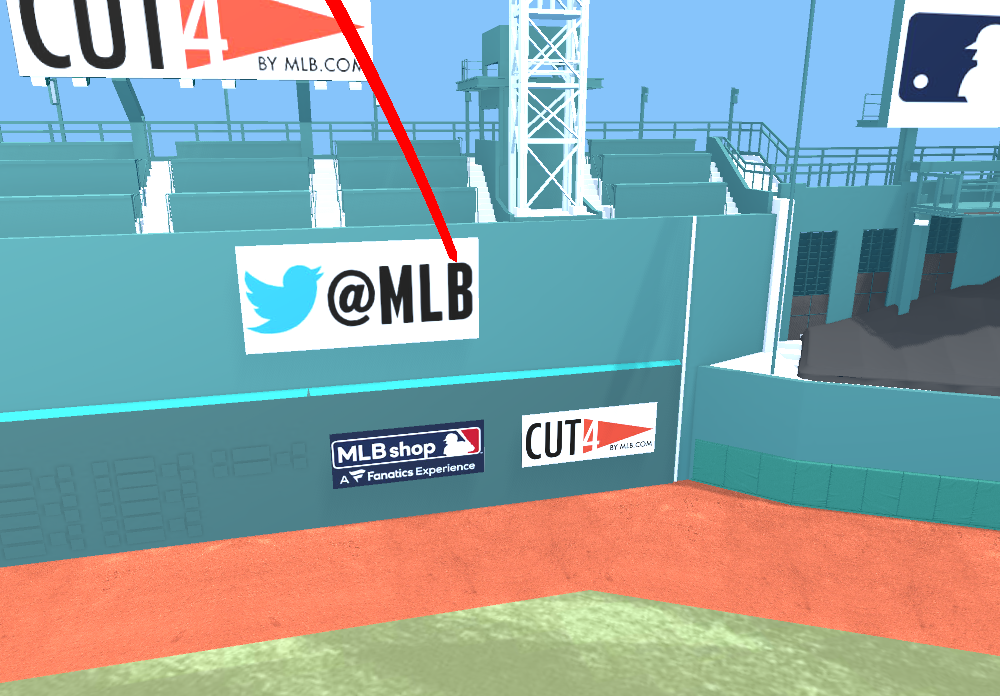 CUT4
BY MLB.COM
@MLB
MLB shop
A Fanatics Experience
CUT4
BY MLB.COM